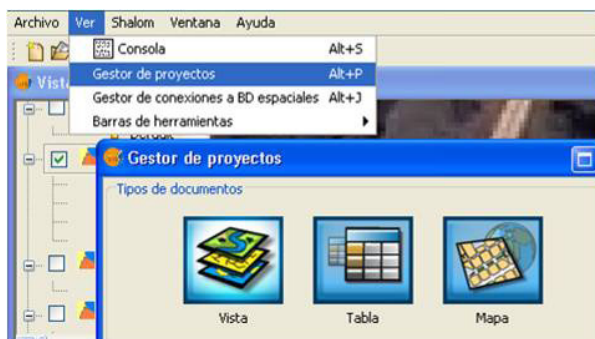 Archivo Ver Shalom Ventana Ayuda
Consola Alt+S
Gestor de proyectos Alt+P
Gestor de conexiones a BD espaciales Alt+J
Barras de herramientas
Gestor de proyectos
Tipos de documentos
Vista Tabla Mapa